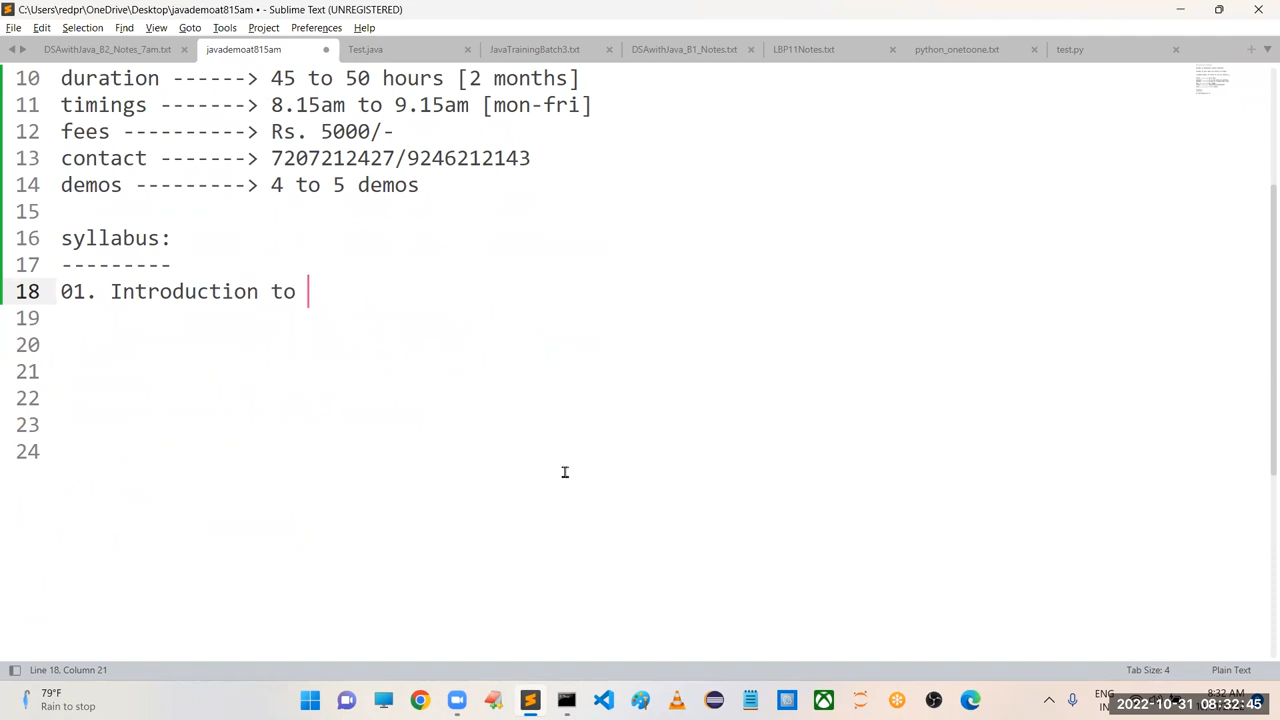 C:\Users\redpr\OneDrive\Desktop\javademoat815am • - Sublime Text (UNREGISTERED)
File Edit Selection Find View Goto Tools Project Preferences Help
DSAwithJava_B2_Notes_7am.txt javademoat815am Test.java JavaTrainingBatch3.txt DSAwithJava_B1_Notes.txt LBP11Notes.txt python_onetoone.txt test.py
10 duration ------> 45 to 50 hours [2 months]
11 timings -------> 8.15am to 9.15am [mon-fri]
12 fees ----------> Rs. 5000/-
13 contact -------> 7207212427/9246212143
14 demos ---------> 4 to 5 demos
15
16 syllabus:
17 ---------
18 01. Introduction to
19
20
21
22
23
24
Line 18, Column 21 Tab Size: 4 Plain Text
79°F
Rain to stop
ENG
8:32 AM
2022-10-31 08:32:45